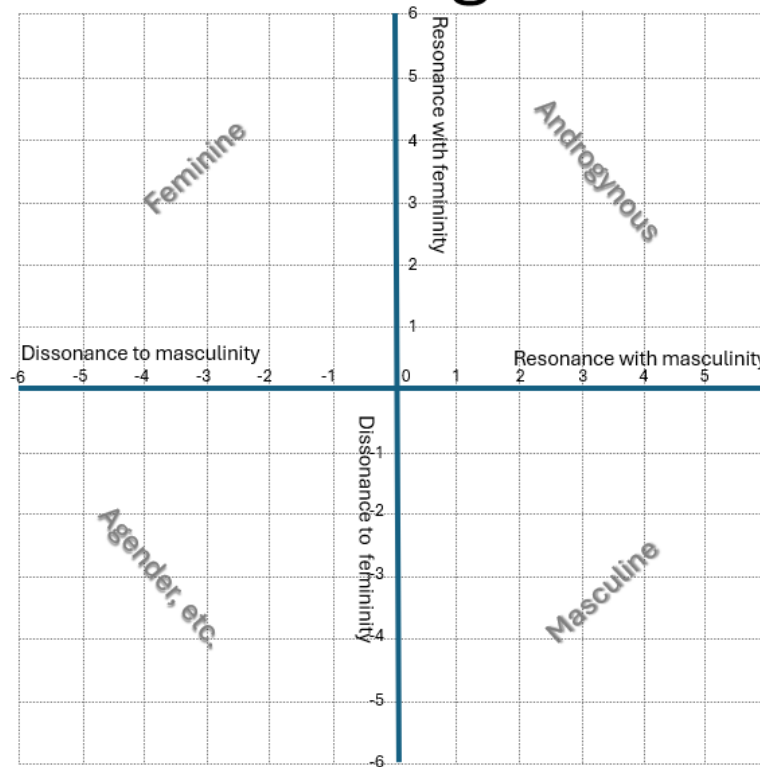 6
Resonance with femininity
5
4
3
2
1
Feminine
Androgynous
Dissonance to masculinity
Resonance with masculinity
-6 -5 -4 -3 -2 -1 0 1 2 3 4 5
Dissonance to femininity
-1
-2
-3
-4
-5
-6
Agender, etc.
Masculine